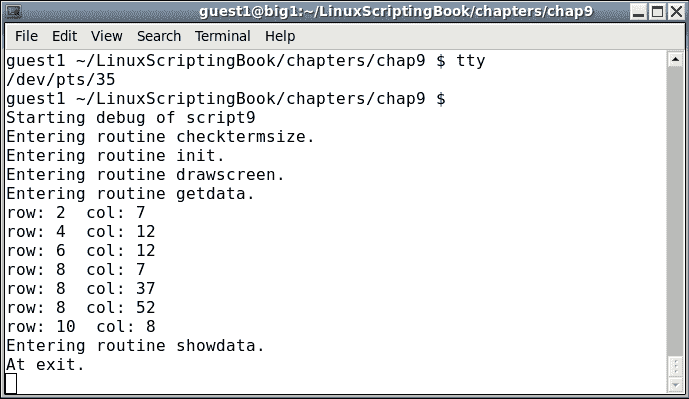 guest1@big1:~/LinuxScriptingBook/chapters/chap9
File Edit View Search Terminal Help
guest1 ~/LinuxScriptingBook/chapters/chap9 $ tty
/dev/pts/35
guest1 ~/LinuxScriptingBook/chapters/chap9 $
Starting debug of script9
Entering routine checktermsize.
Entering routine init.
Entering routine drawscreen.
Entering routine getdata.
row: 2  col: 7
row: 4  col: 12
row: 6  col: 12
row: 8  col: 7
row: 8  col: 37
row: 8  col: 52
row: 10  col: 8
Entering routine showdata.
At exit.